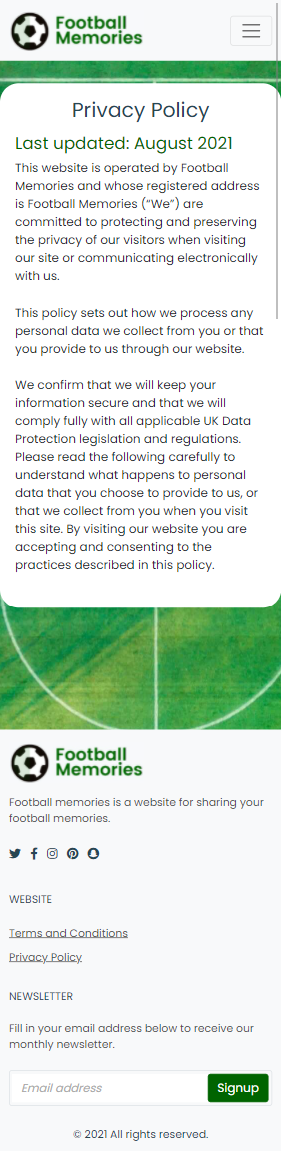 Football
Memories
Privacy Policy
Last updated: August 2021
This website is operated by Football
Memories and whose registered address
is Football Memories (“We”) are
committed to protecting and preserving
the privacy of our visitors when visiting
our site or communicating electronically
with us.
This policy sets out how we process any
personal data we collect from you or that
you provide to us through our website.
We confirm that we will keep your
information secure and that we will
comply fully with all applicable UK Data
Protection legislation and regulations.
Please read the following carefully to
understand what happens to personal
data that you choose to provide to us, or
that we collect from you when you visit
this site. By visiting our website you are
accepting and consenting to the
practices described in this policy.
Football
Memories
Football memories is a website for sharing your
football memories.
WEBSITE
Terms and Conditions
Privacy Policy
NEWSLETTER
Fill in your email address below to receive our
monthly newsletter.
Email address Signup
© 2021 All rights reserved.